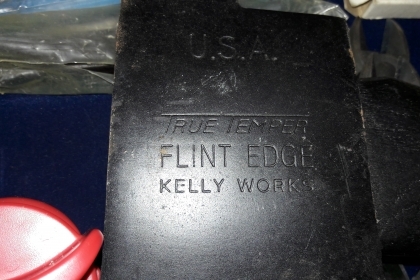 U.S.A.
TRUE TEMPER
FLINT EDGE
KELLY WORKS